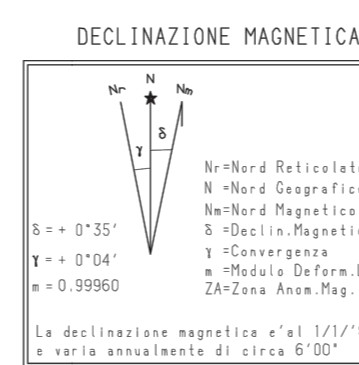 DECLINAZIONE MAGNETICA
N
Nr Nm
δ
γ
Nr=Nord Reticolat
N =Nord Geografic
Nm=Nord Magnetico
δ =Declin.Magneti
γ =Convergenza
m =Modulo Deform.
ZA=Zona Anom.Mag.
δ = + 0°35'
γ = + 0°04'
m = 0,99960
La declinazione magnetica e'al 1/1/'
e varia annualmente di circa 6'00"